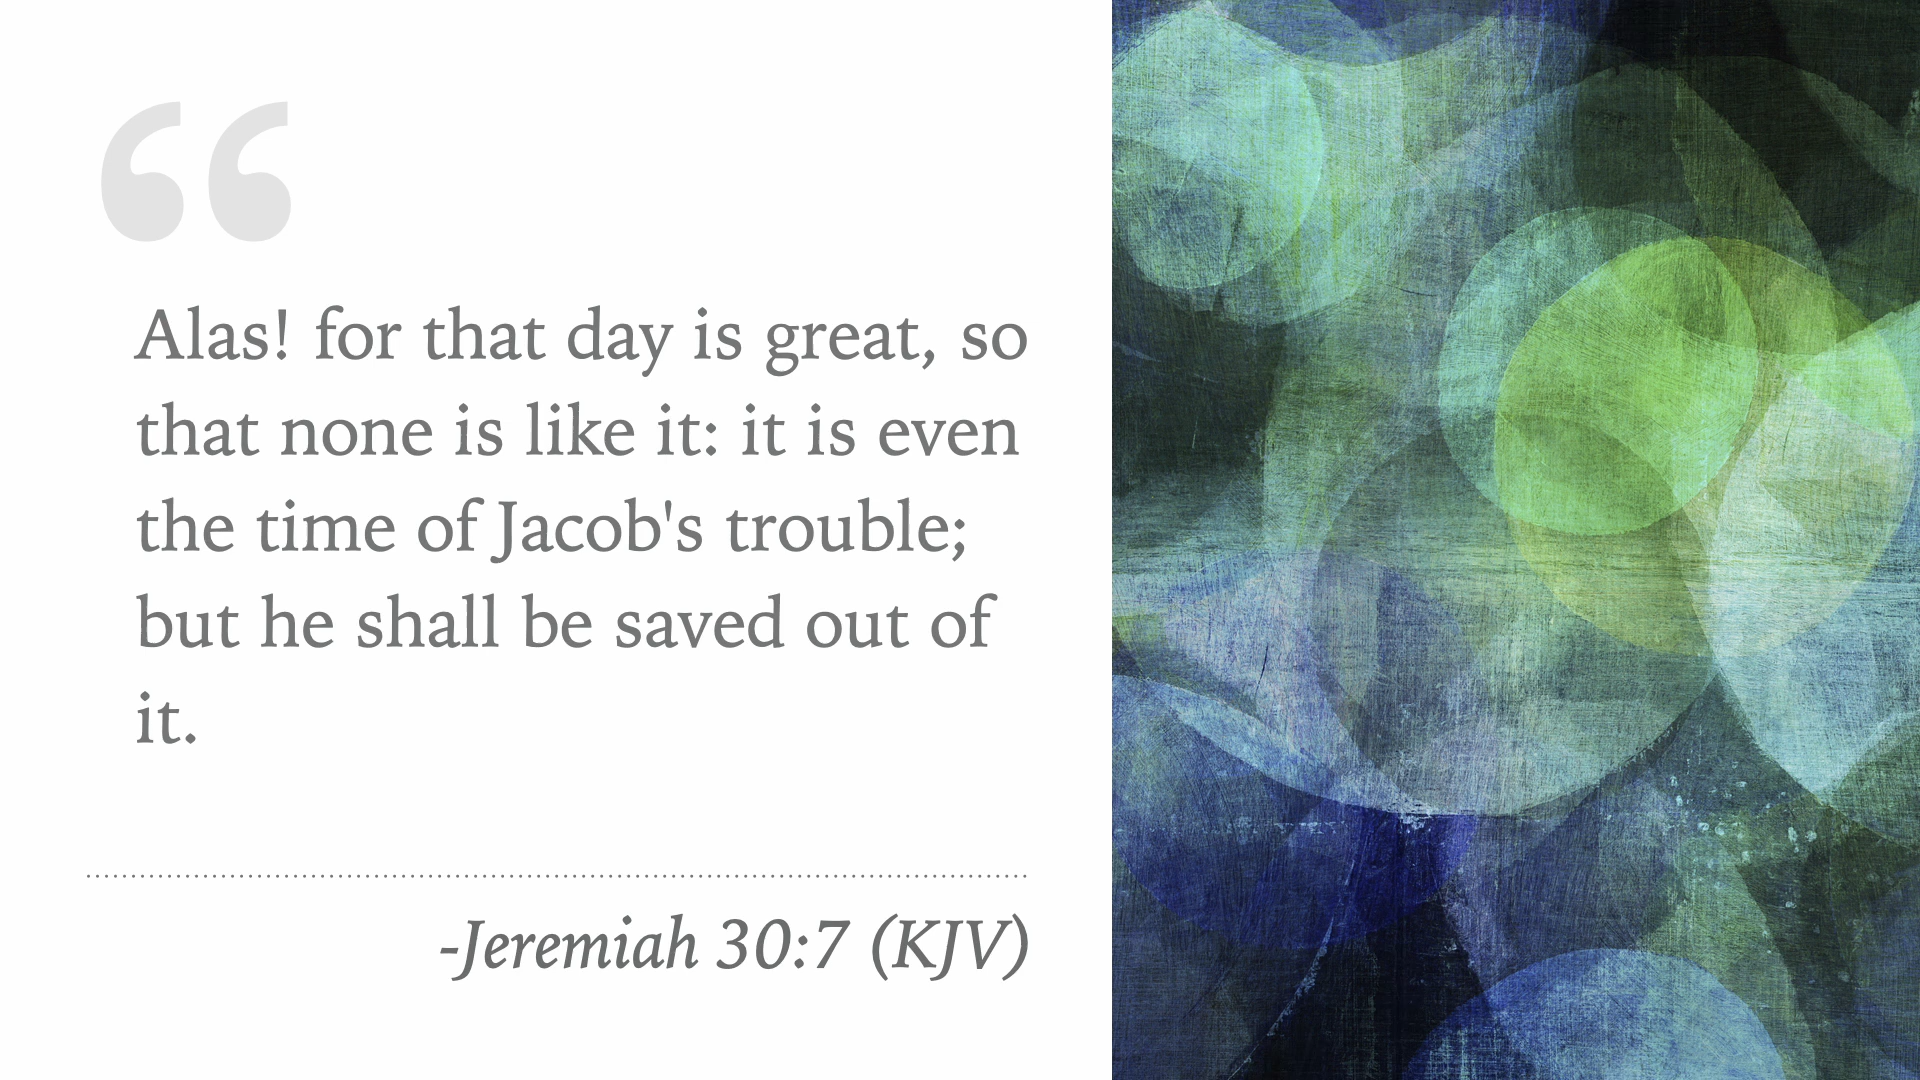 “
Alas! for that day is great, so
that none is like it: it is even
the time of Jacob's trouble;
but he shall be saved out of
it.
-Jeremiah 30:7 (KJV)